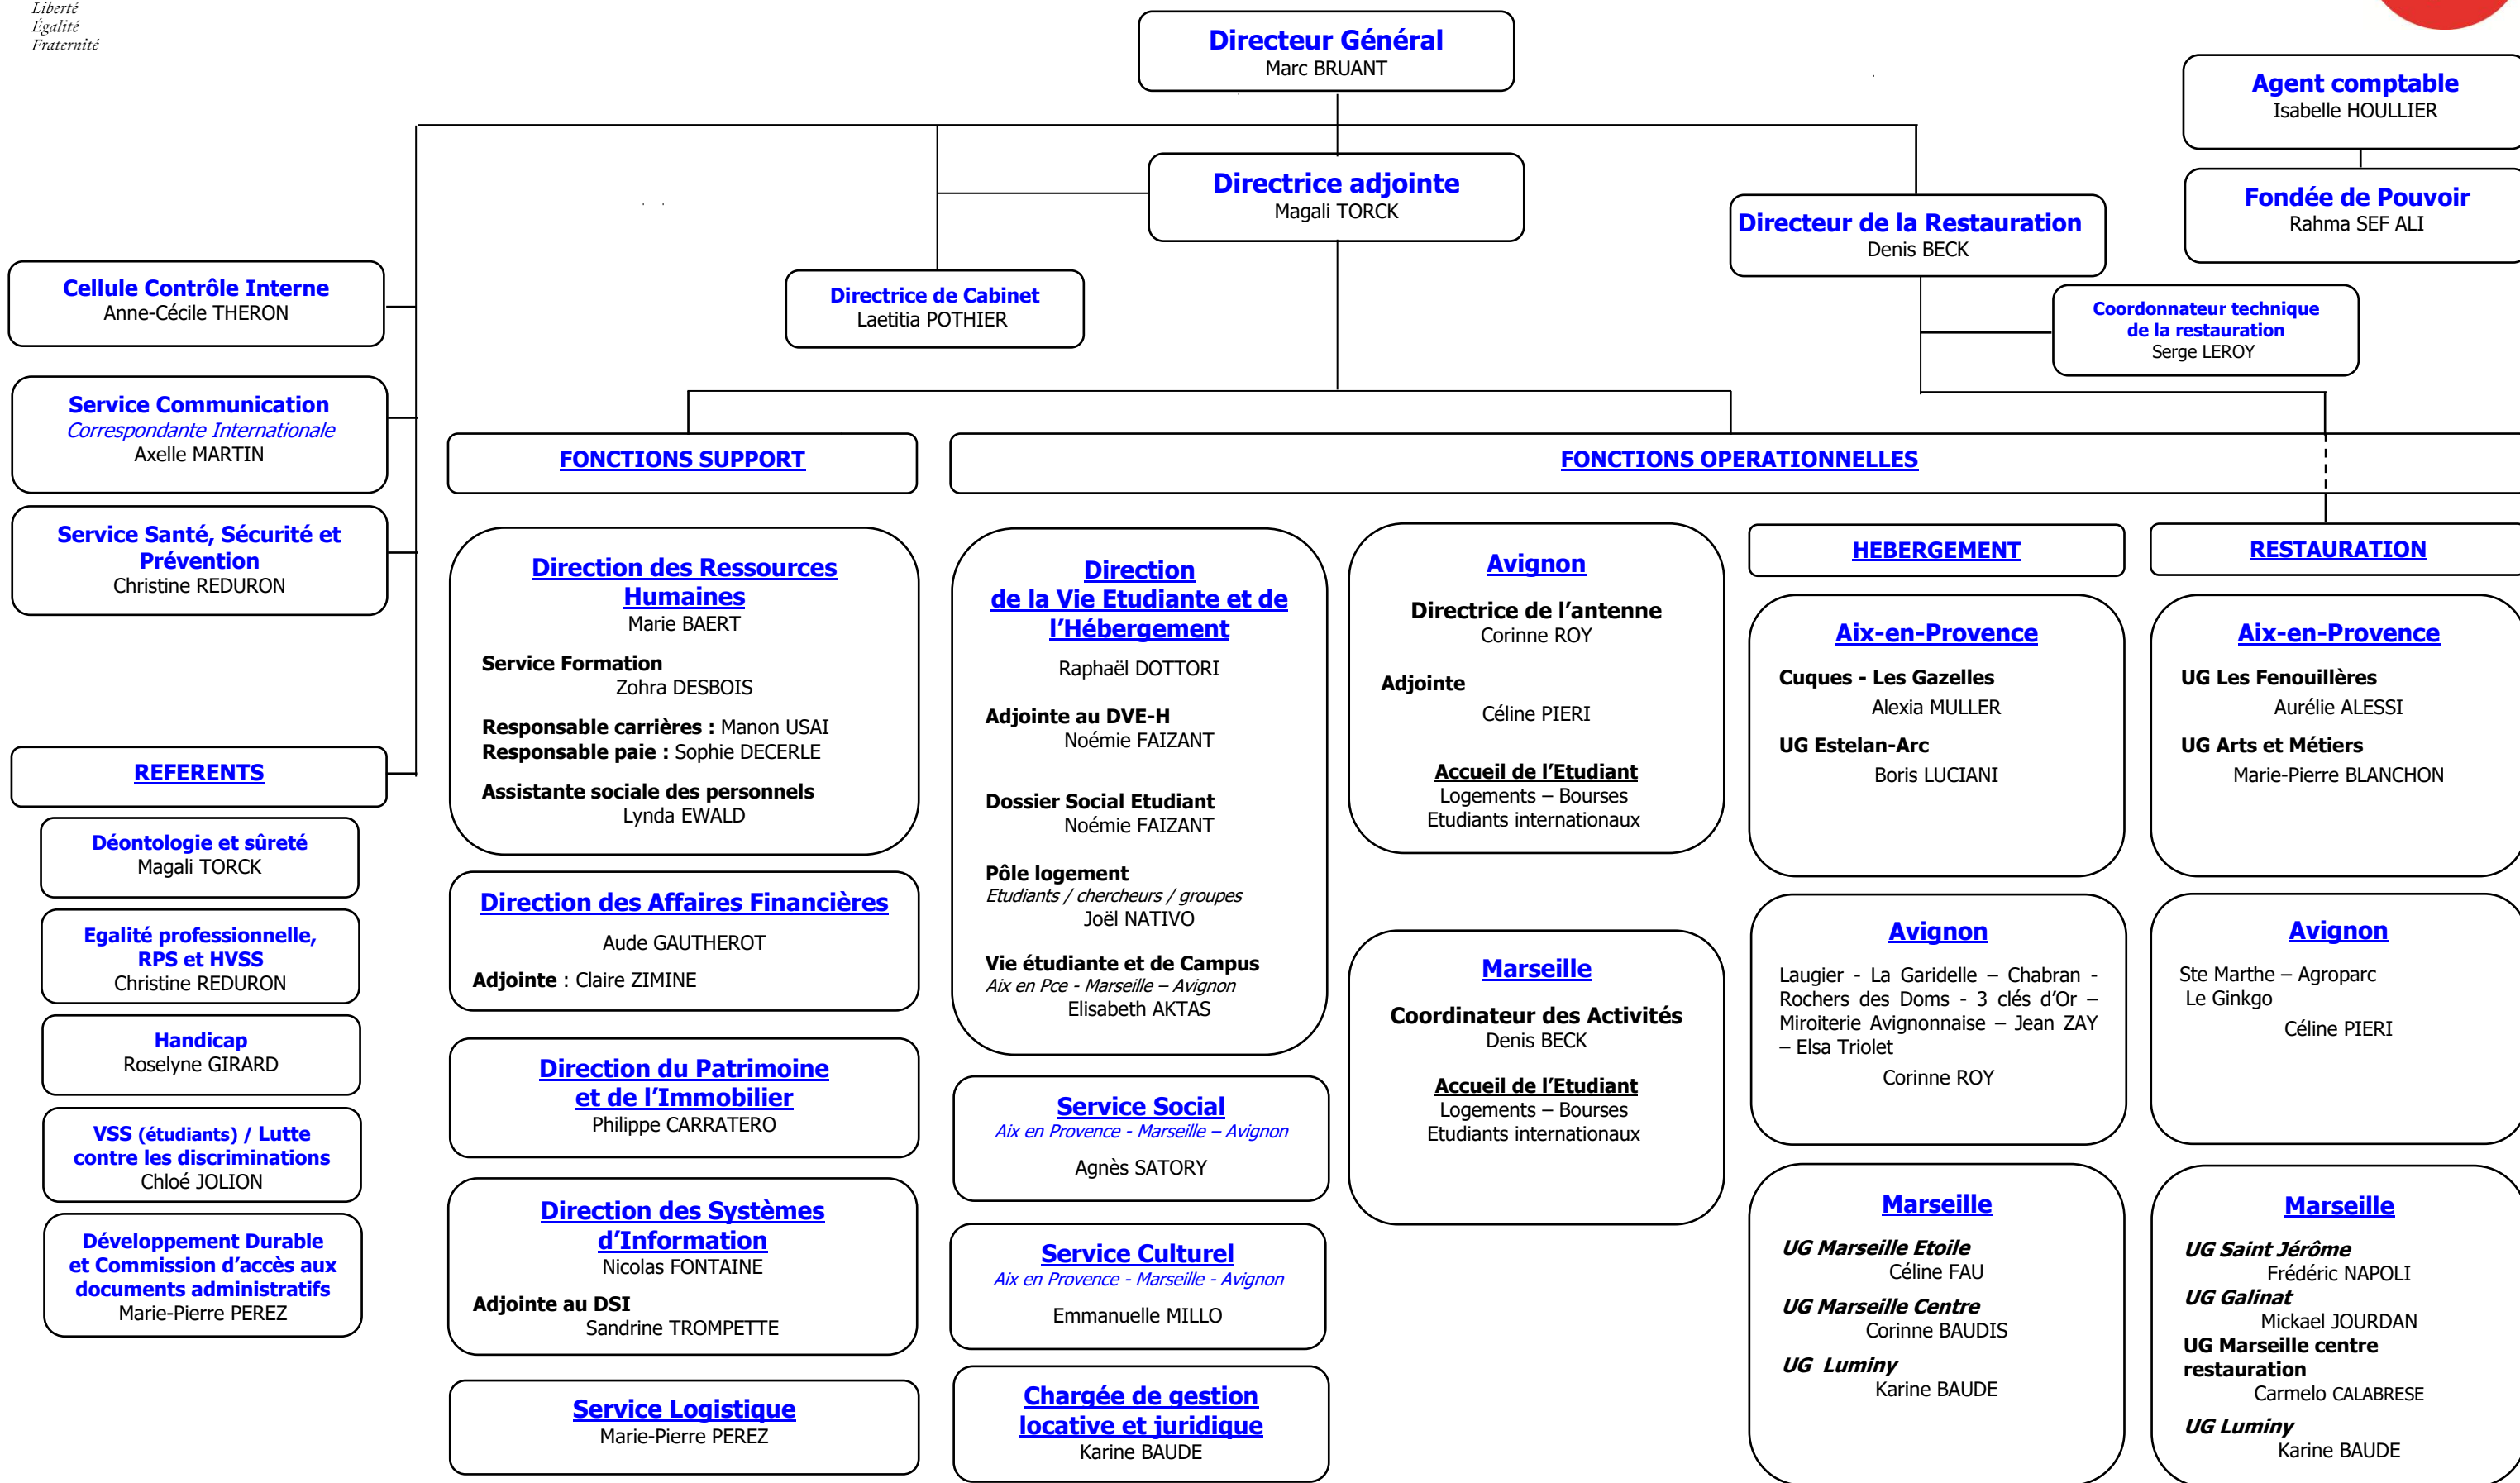 Liberté
Égalité
Fraternité
Directeur Général
Marc BRUANT
Agent comptable
Isabelle HOULLIER
Directrice adjointe
Magali TORCK
Fondée de Pouvoir
Rahma SEF ALI
Directeur de la Restauration
Denis BECK
Cellule Contrôle Interne
Anne-Cécile THERON
Directrice de Cabinet
Laetitia POTHIER
Coordonnateur technique
de la restauration
Serge LEROY
Service Communication
Correspondante Internationale
Axelle MARTIN
Service Santé, Sécurité et
Prévention
Christine REDURON
REFERENTS
Déontologie et sûreté
Magali TORCK
Egalité professionnelle,
RPS et HVSS
Christine REDURON
Handicap
Roselyne GIRARD
VSS (étudiants) / Lutte
contre les discriminations
Chloé JOLION
Développement Durable
et Commission d’accès aux
documents administratifs
Marie-Pierre PEREZ
FONCTIONS SUPPORT
Direction des Ressources
Humaines
Marie BAERT
Service Formation
Zohra DESBOIS
Responsable carrières : Manon USAI
Responsable paie : Sophie DECERLE
Assistante sociale des personnels
Lynda EWALD
Direction des Affaires Financières
Aude GAUTHEROT
Adjointe : Claire ZIMINE
Direction du Patrimoine
et de l’Immobilier
Philippe CARRATERO
Direction des Systèmes
d’Information
Nicolas FONTAINE
Adjointe au DSI
Sandrine TROMPETTE
Service Logistique
Marie-Pierre PEREZ
FONCTIONS OPERATIONNELLES
Direction
de la Vie Etudiante et de
l’Hébergement
Raphaël DOTTORI
Adjointe au DVE-H
Noémie FAIZANT
Dossier Social Etudiant
Noémie FAIZANT
Pôle logement
Etudiants / chercheurs / groupes
Joël NATIVO
Vie étudiante et de Campus
Aix en Pce - Marseille – Avignon
Elisabeth AKTAS
Service Social
Aix en Provence - Marseille – Avignon
Agnès SATORY
Service Culturel
Aix en Provence - Marseille - Avignon
Emmanuelle MILLO
Chargée de gestion
locative et juridique
Karine BAUDE
Avignon
Directrice de l’antenne
Corinne ROY
Adjointe
Céline PIERI
Accueil de l’Etudiant
Logements – Bourses
Etudiants internationaux
Marseille
Coordinateur des Activités
Denis BECK
Accueil de l’Etudiant
Logements – Bourses
Etudiants internationaux
HEBERGEMENT
Aix-en-Provence
Cuques - Les Gazelles
Alexia MULLER
UG Estelan-Arc
Boris LUCIANI
Avignon
Laugier - La Garidelle – Chabran -
Rochers des Doms - 3 clés d’Or –
Miroiterie Avignonnaise – Jean ZAY
– Elsa Triolet
Corinne ROY
Marseille
UG Marseille Etoile
Céline FAU
UG Marseille Centre
Corinne BAUDIS
UG Luminy
Karine BAUDE
RESTAURATION
Aix-en-Provence
UG Les Fenouillères
Aurélie ALESSI
UG Arts et Métiers
Marie-Pierre BLANCHON
Avignon
Ste Marthe – Agroparc
Le Ginkgo
Céline PIERI
Marseille
UG Saint Jérôme
Frédéric NAPOLI
UG Galinat
Mickael JOURDAN
UG Marseille centre
restauration
Carmelo CALABRESE
UG Luminy
Karine BAUDE